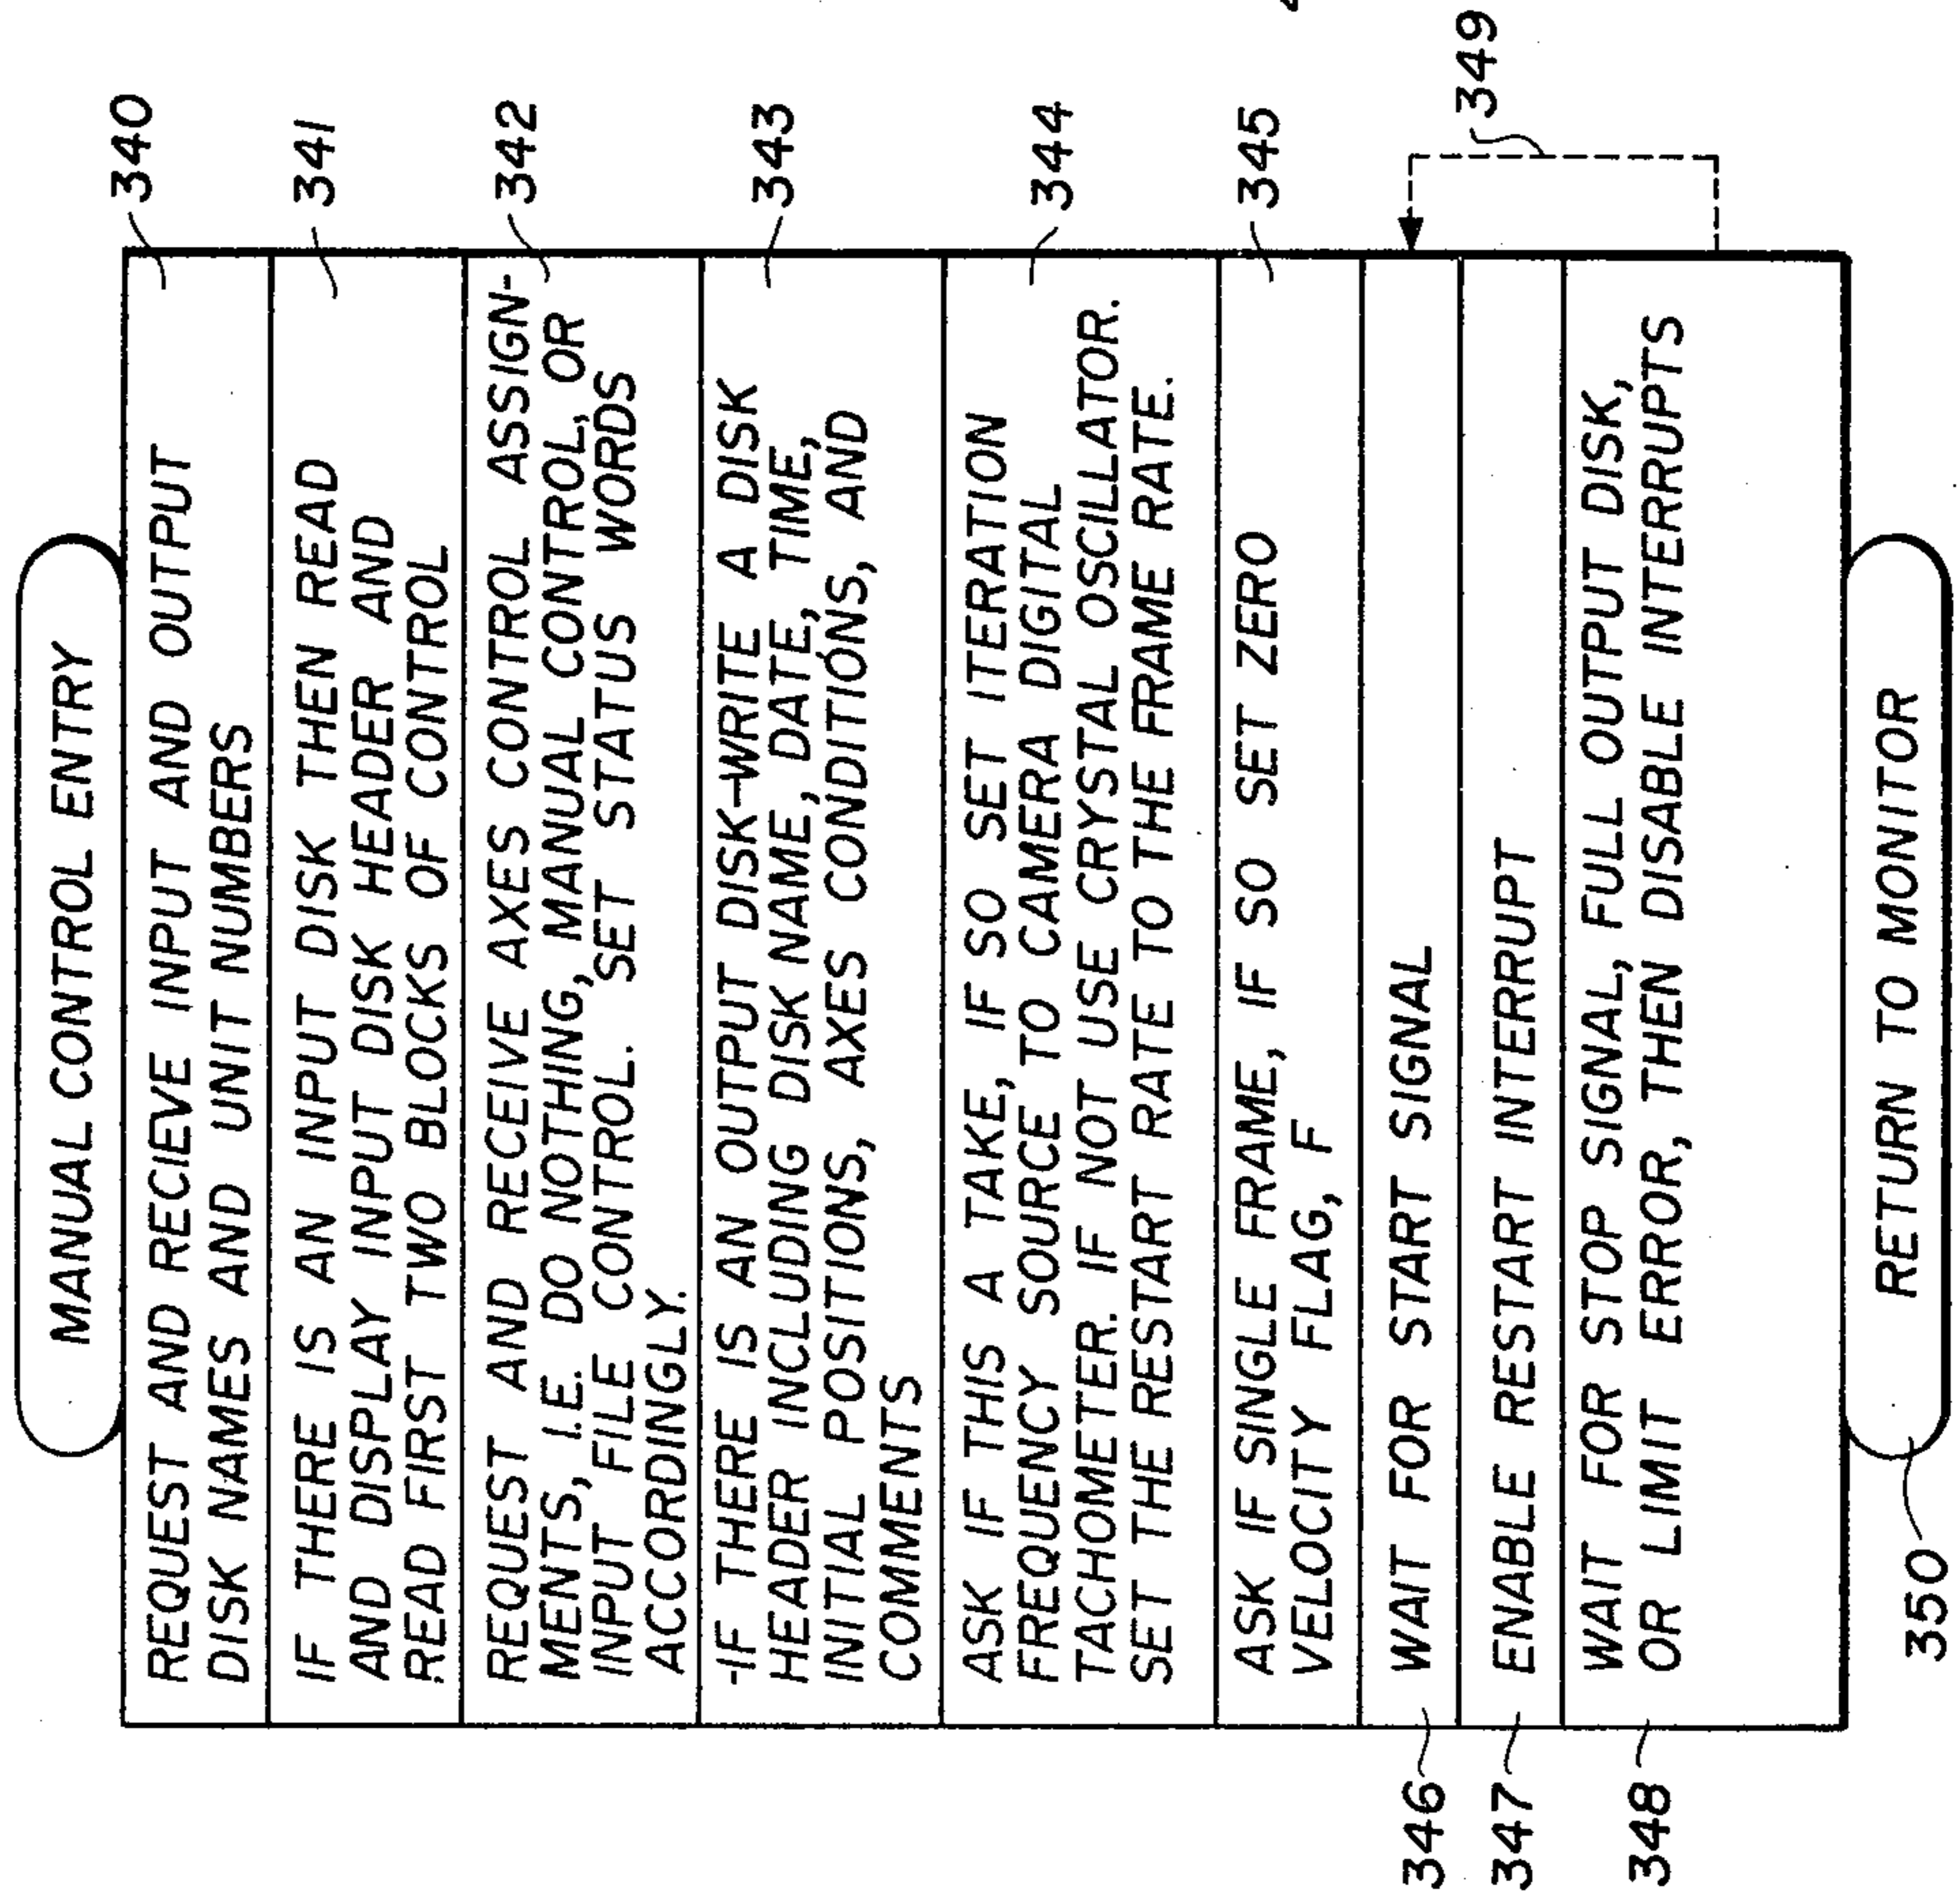 MANUAL CONTROL ENTRY
340
REQUEST AND RECIEVE INPUT AND OUTPUT
DISK NAMES AND UNIT NUMBERS
341
IF THERE IS AN INPUT DISK THEN READ
AND DISPLAY INPUT DISK HEADER AND
READ FIRST TWO BLOCKS OF CONTROL
342
REQUEST AND RECEIVE AXES CONTROL ASSIGN-
MENTS, I.E. DO NOTHING, MANUAL CONTROL, OR
INPUT FILE CONTROL. SET STATUS WORDS
ACCORDINGLY.
343
IF THERE IS AN OUTPUT DISK-WRITE A DISK
HEADER INCLUDING DISK NAME, DATE, TIME,
INITIAL POSITIONS, AXES CONDITIONS, AND
COMMENTS
344
ASK IF THIS A TAKE, IF SO SET ITERATION
FREQUENCY SOURCE TO CAMERA DIGITAL
TACHOMETER. IF NOT USE CRYSTAL OSCILLATOR.
SET THE RESTART RATE TO THE FRAME RATE.
345
ASK IF SINGLE FRAME, IF SO SET ZERO
VELOCITY FLAG, F
346
WAIT FOR START SIGNAL
347
ENABLE RESTART INTERRUPT
348
WAIT FOR STOP SIGNAL, FULL OUTPUT DISK,
OR LIMIT ERROR, THEN DISABLE INTERRUPTS
349
350
RETURN TO MONITOR